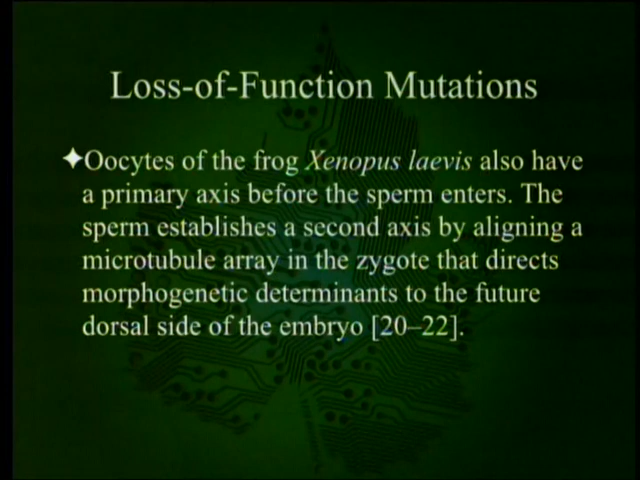 Loss-of-Function Mutations
✦Oocytes of the frog Xenopus laevis also have
a primary axis before the sperm enters. The
sperm establishes a second axis by aligning a
microtubule array in the zygote that directs
morphogenetic determinants to the future
dorsal side of the embryo [20–22].